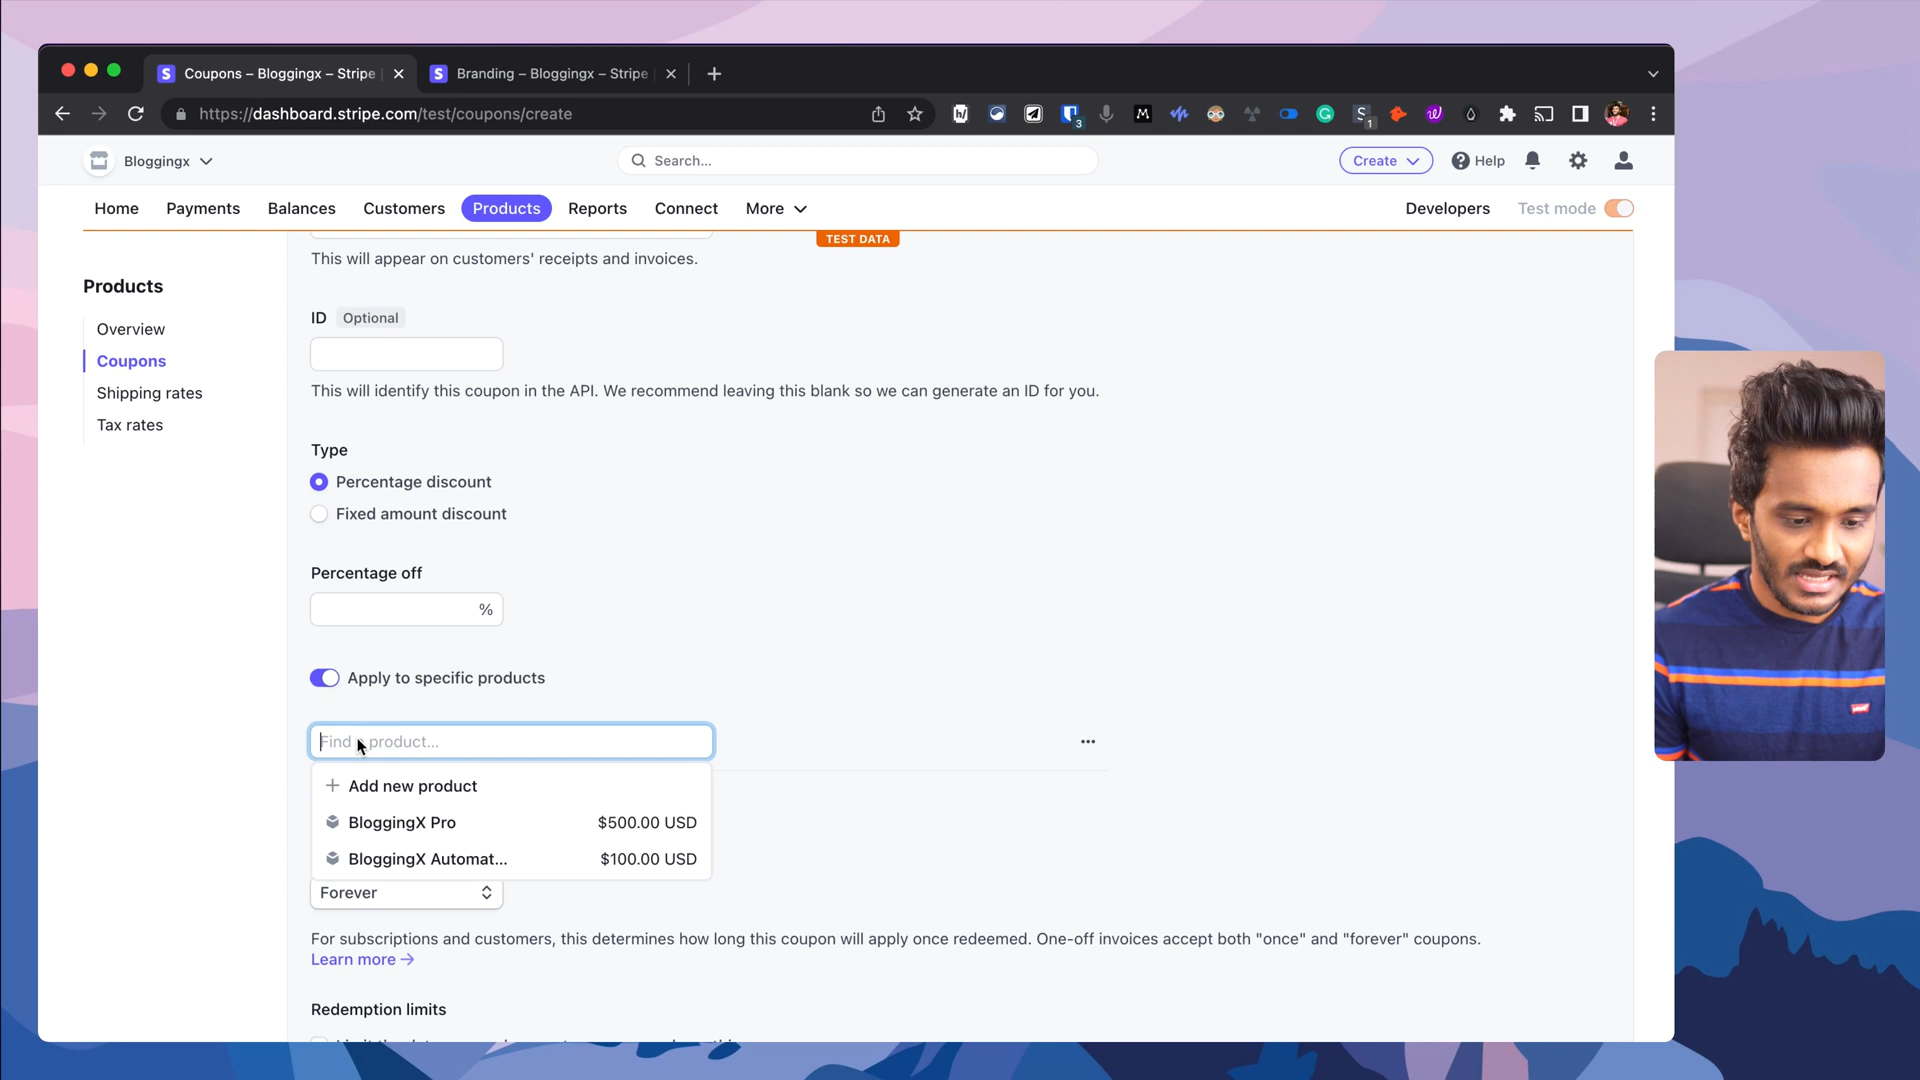 Coupons – Bloggingx – Stripe
Branding – Bloggingx – Stripe
https://dashboard.stripe.com/test/coupons/create
3
1
Bloggingx
Search...
Create
Help
Home
Payments
Balances
Customers
Products
Reports
Connect
More
Developers
Test mode
TEST DATA
This will appear on customers' receipts and invoices.
Products
Overview
Coupons
Shipping rates
Tax rates
ID Optional
This will identify this coupon in the API. We recommend leaving this blank so we can generate an ID for you.
Type
Percentage discount
Fixed amount discount
Percentage off
%
Apply to specific products
Find a product...
Add new product
BloggingX Pro $500.00 USD
BloggingX Automat... $100.00 USD
Forever
For subscriptions and customers, this determines how long this coupon will apply once redeemed. One-off invoices accept both "once" and "forever" coupons.
Learn more →
Redemption limits